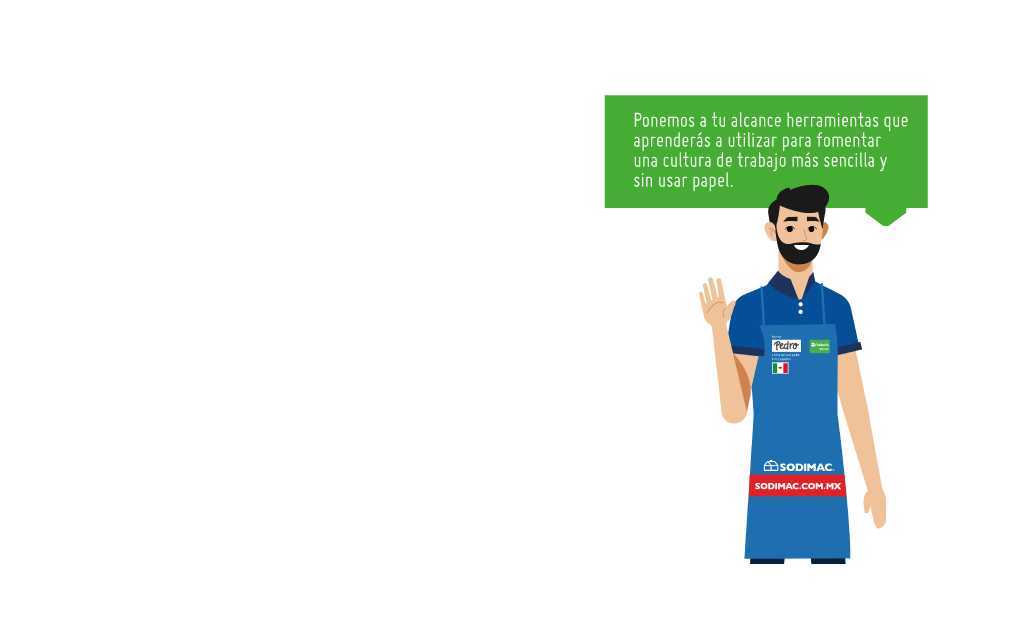 Ponemos a tu alcance herramientas que
aprenderás a utilizar para fomentar
una cultura de trabajo más sencilla y
sin usar papel.
Pedro
SODIMAC
SODIMAC.COM.MX